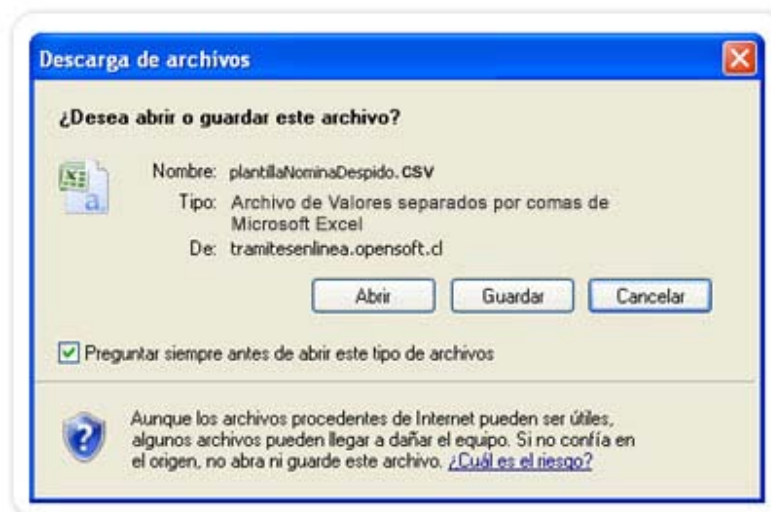 Descarga de archivos
¿Desea abrir o guardar este archivo?
Nombre: plantillaNominaDespido.CSV
Tipo: Archivo de Valores separados por comas de
Microsoft Excel
De: tramitesenlinea.opensoft.cl
Abrir Guardar Cancelar
Preguntar siempre antes de abrir este tipo de archivos
Aunque los archivos procedentes de Internet pueden ser útiles,
algunos archivos pueden llegar a dañar el equipo. Si no confía en
el origen, no abra ni guarde este archivo. ¿Cuál es el riesgo?